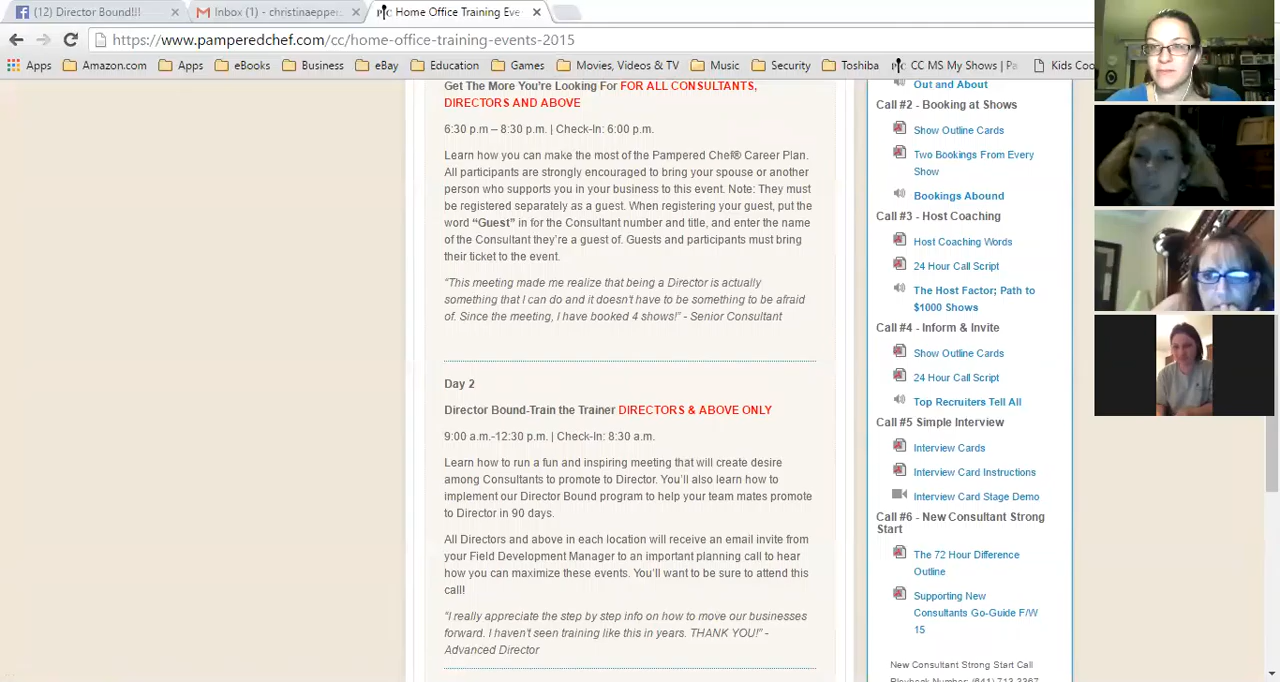 (12) Director Bound!!!
Inbox (1) - christinaepper
Home Office Training Eve
https://www.pamperedchef.com/cc/home-office-training-events-2015
Apps Amazon.com Apps eBooks Business eBay Education Games Movies, Videos & TV Music Security Toshiba CC MS My Shows | Pa Kids Coo
Get The More You're Looking For FOR ALL CONSULTANTS,
DIRECTORS AND ABOVE
6:30 p.m – 8:30 p.m. | Check-In: 6:00 p.m.
Learn how you can make the most of the Pampered Chef® Career Plan.
All participants are strongly encouraged to bring your spouse or another
person who supports you in your business to this event. Note: They must
be registered separately as a guest. When registering your guest, put the
word “Guest” in for the Consultant number and title, and enter the name
of the Consultant they're a guest of. Guests and participants must bring
their ticket to the event.
“This meeting made me realize that being a Director is actually
something that I can do and it doesn't have to be something to be afraid
of. Since the meeting, I have booked 4 shows!” - Senior Consultant
Day 2
Director Bound-Train the Trainer DIRECTORS & ABOVE ONLY
9:00 a.m.-12:30 p.m. | Check-In: 8:30 a.m.
Learn how to run a fun and inspiring meeting that will create desire
among Consultants to promote to Director. You'll also learn how to
implement our Director Bound program to help your team mates promote
to Director in 90 days.
All Directors and above in each location will receive an email invite from
your Field Development Manager to an important planning call to hear
how you can maximize these events. You'll want to be sure to attend this
call!
“I really appreciate the step by step info on how to move our businesses
forward. I haven't seen training like this in years. THANK YOU!” -
Advanced Director
Out and About
Call #2 - Booking at Shows
Show Outline Cards
Two Bookings From Every
Show
Bookings Abound
Call #3 - Host Coaching
Host Coaching Words
24 Hour Call Script
The Host Factor; Path to
$1000 Shows
Call #4 - Inform & Invite
Show Outline Cards
24 Hour Call Script
Top Recruiters Tell All
Call #5 Simple Interview
Interview Cards
Interview Card Instructions
Interview Card Stage Demo
Call #6 - New Consultant Strong
Start
The 72 Hour Difference
Outline
Supporting New
Consultants Go-Guide F/W
15
New Consultant Strong Start Call
Playback Number: (641) 713-3367